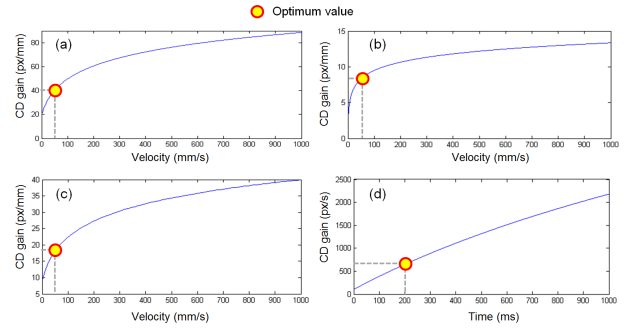 Optimum value
(a)
CD gain (px/mm)
80
60
40
20
0
0 100 200 300 400 500 600 700 800 900 1000
Velocity (mm/s)
(b)
CD gain (px/mm)
15
10
5
0
0 100 200 300 400 500 600 700 800 900 1000
Velocity (mm/s)
(c)
CD gain (px/mm)
40
35
30
25
20
15
10
5
0 100 200 300 400 500 600 700 800 900 1000
Velocity (mm/s)
(d)
CD gain (px/s)
2500
2000
1500
1000
500
0
0 100 200 300 400 500 600 700 800 900 1000
Time (ms)